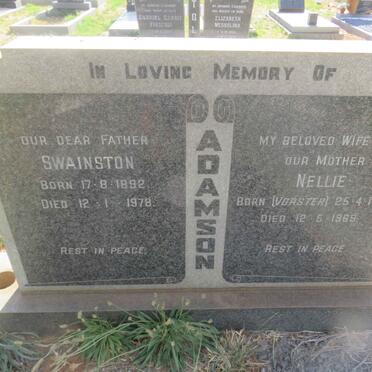 IN LOVING MEMORY OF
OUR DEAR FATHER
SWAINSTON
BORN 17-8-1892
DIED 12-1-1978.
REST IN PEACE.
ADAMSON
MY BELOVED WIFE
OUR MOTHER
NELLIE
BORN (VORSTER) 25-4-1
DIED 12-5-1969.
REST IN PEACE
ELIZABETH